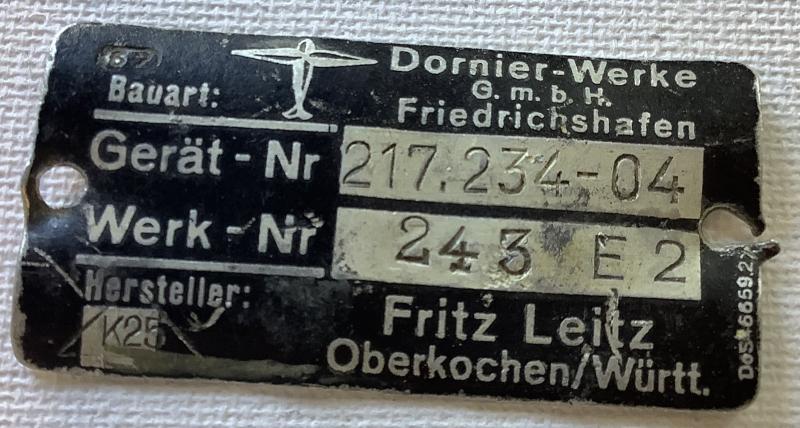 67
Dornier-Werke
Bauart:
G. m. b. H.
Friedrichshafen
Gerät - Nr 217.234-04
Werk - Nr 243 E 2
Hersteller:
K25
Fritz Leitz
Oberkochen/Württ.